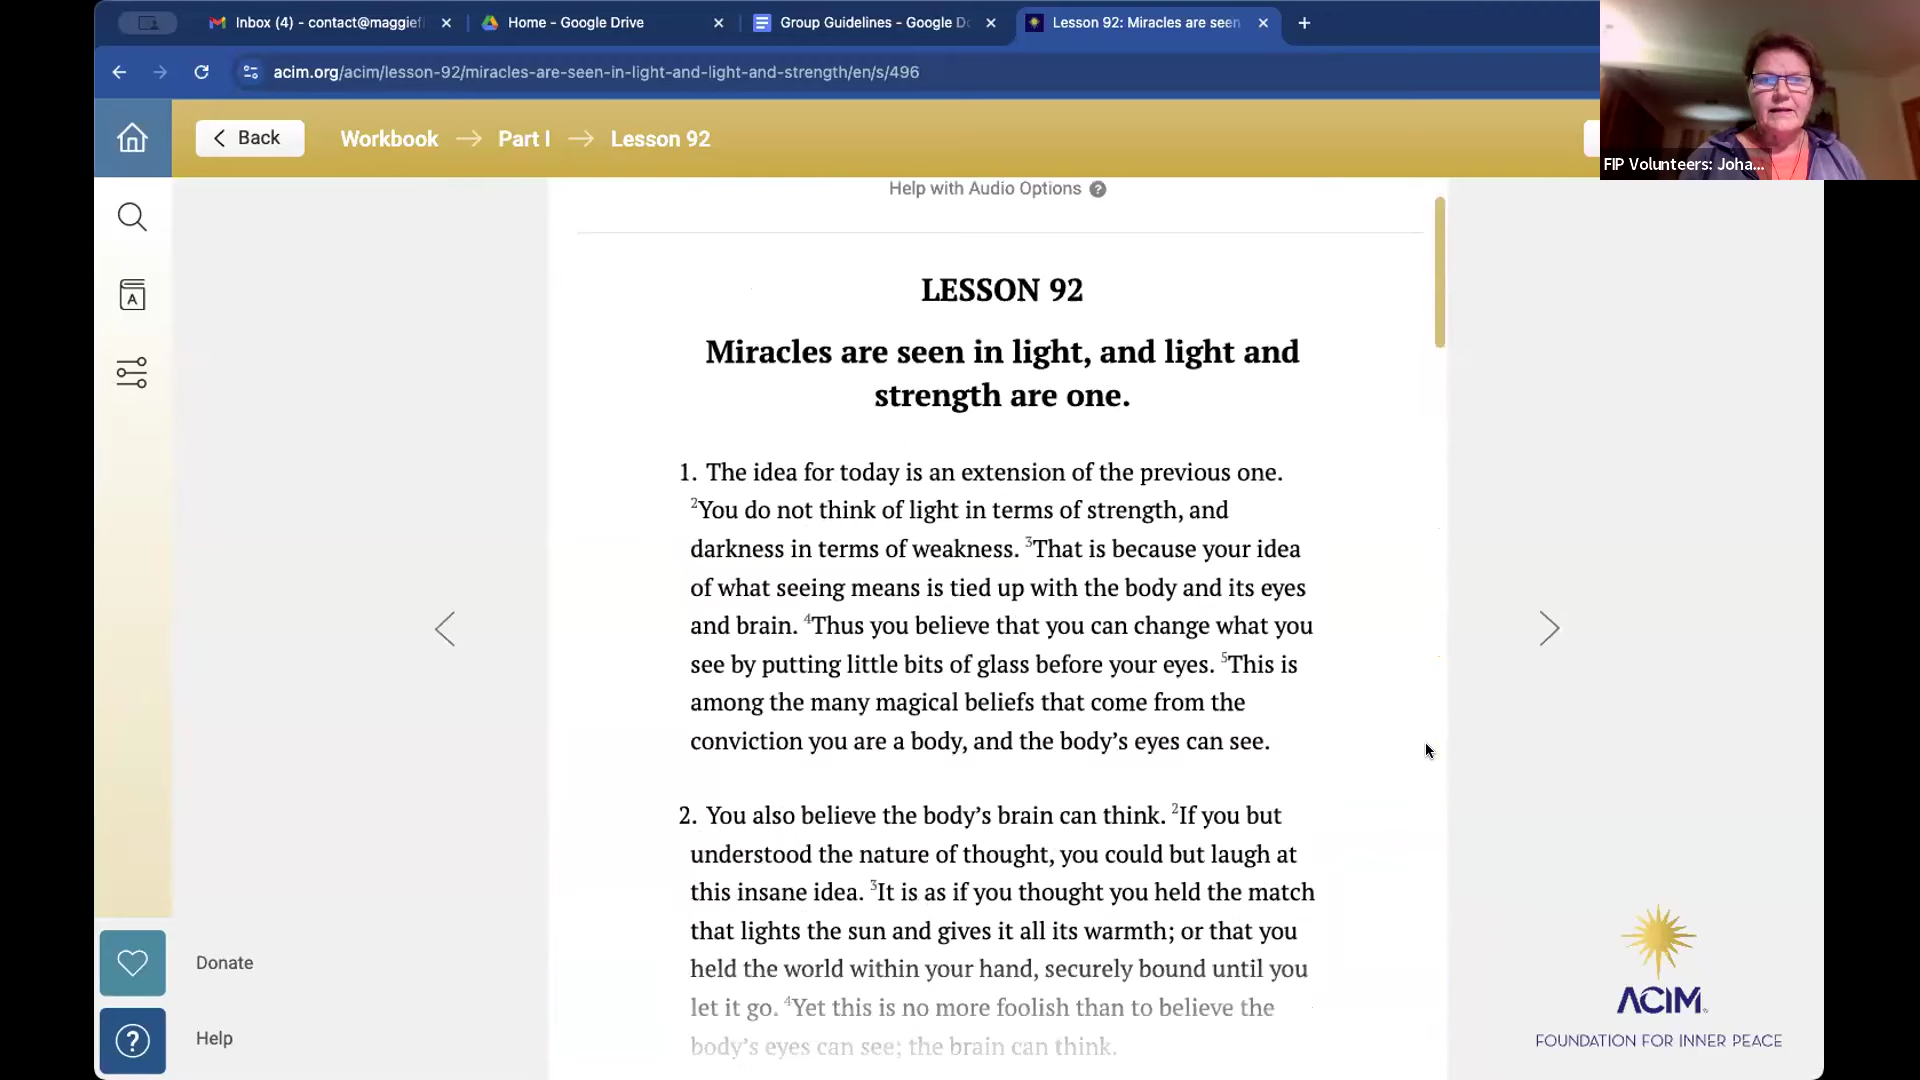 Inbox (4) - contact@maggief
Home - Google Drive
Group Guidelines - Google D
Lesson 92: Miracles are seen
acim.org/acim/lesson-92/miracles-are-seen-in-light-and-light-and-strength/en/s/496
Back
Workbook → Part I → Lesson 92
FIP Volunteers: Joha...
Help with Audio Options ?
LESSON 92
Miracles are seen in light, and light and
strength are one.
1. The idea for today is an extension of the previous one.
2You do not think of light in terms of strength, and
darkness in terms of weakness. 3That is because your idea
of what seeing means is tied up with the body and its eyes
and brain. 4Thus you believe that you can change what you
see by putting little bits of glass before your eyes. 5This is
among the many magical beliefs that come from the
conviction you are a body, and the body’s eyes can see.
2. You also believe the body’s brain can think. 2If you but
understood the nature of thought, you could but laugh at
this insane idea. 3It is as if you thought you held the match
that lights the sun and gives it all its warmth; or that you
held the world within your hand, securely bound until you
let it go. 4Yet this is no more foolish than to believe the
body’s eyes can see; the brain can think.
Donate
Help
ACIM
FOUNDATION FOR INNER PEACE